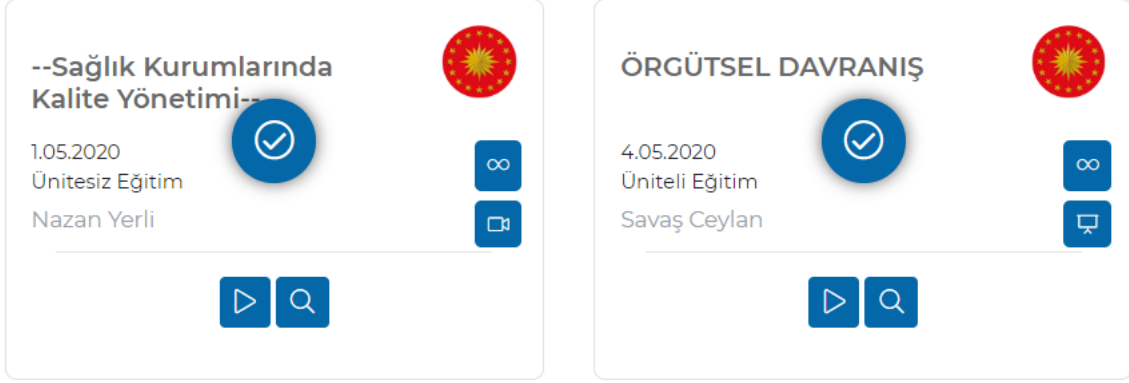 --Sağlık Kurumlarında
Kalite Yönetimi--
1.05.2020
Ünitesiz Eğitim
Nazan Yerli
ÖRGÜTSEL DAVRANIŞ
4.05.2020
Üniteli Eğitim
Savaş Ceylan